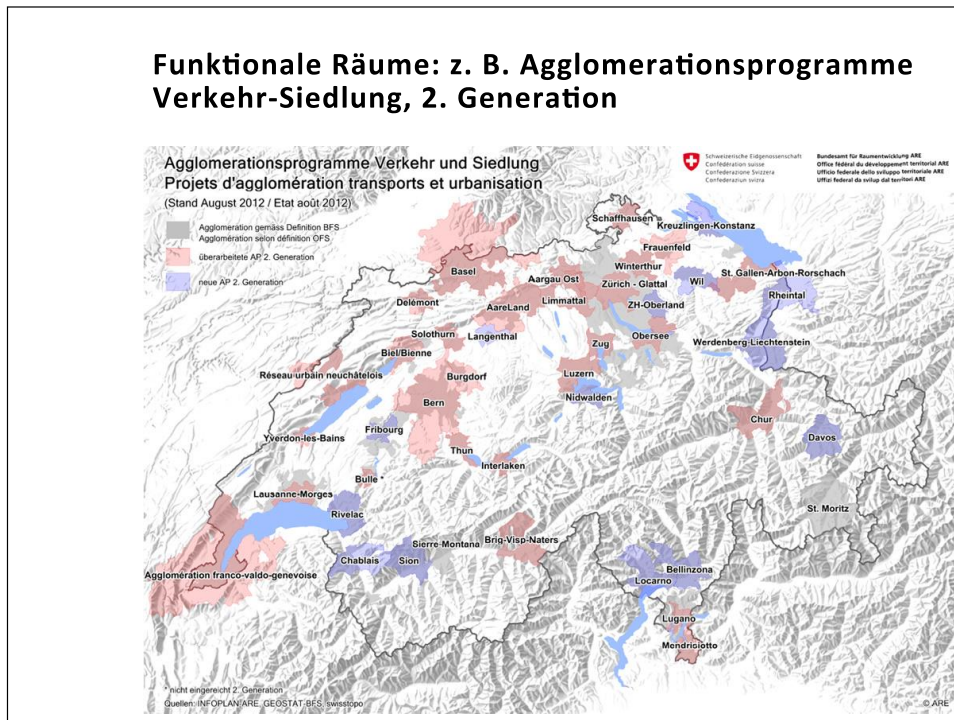 Funktionale Räume: z. B. Agglomerationsprogramme
Verkehr-Siedlung, 2. Generation
Agglomerationsprogramme Verkehr und Siedlung
Projets d'agglomération transports et urbanisation
(Stand August 2012 / Etat août 2012)
Schweizerische Eidgenossenschaft
Confédération suisse
Confederazione Svizzera
Confederaziun svizra
Bundesamt für Raumentwicklung ARE
Office fédéral du développement territorial ARE
Ufficio federale dello sviluppo territoriale ARE
Uffizi federal da svilup dal territori ARE
Agglomeration gemäss Definition BFS
Agglomération selon définition OFS
überarbeitete AP 2. Generation
neue AP 2. Generation
Schaffhausen
Kreuzlingen-Konstanz
Frauenfeld
Basel
Aargau Ost
Winterthur
St. Gallen-Arbon-Rorschach
Wil
Zürich - Glattal
Rheintal
Delémont
AareLand
Limmattal
ZH-Oberland
Solothurn
Langenthal
Obersee
Werdenberg-Liechtenstein
Zug
Biel/Bienne
Réseau urbain neuchâtelois
Burgdorf
Luzern
Nidwalden
Bern
Chur
Fribourg
Yverdon-les-Bains
Davos
Thun
Interlaken
Bulle *
Lausanne-Morges
Rivelac
St. Moritz
Sierre-Montana
Brig-Visp-Naters
Chablais
Sion
Bellinzona
Agglomération franco-valdo-genevoise
Locarno
Lugano
Mendrisiotto
* nicht eingereicht 2. Generation
Quellen: INFOPLAN ARE, GEOSTAT-BFS, swisstopo
© ARE